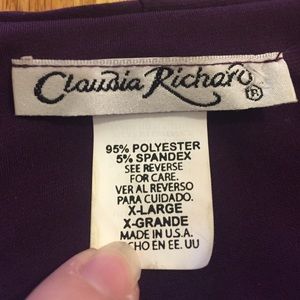 Claudia Richard ®
95% POLYESTER
5% SPANDEX
SEE REVERSE
FOR CARE.
VER AL REVERSO
PARA CUIDADO.
X-LARGE
X-GRANDE
MADE IN U.S.A.
CHO EN EE. UU